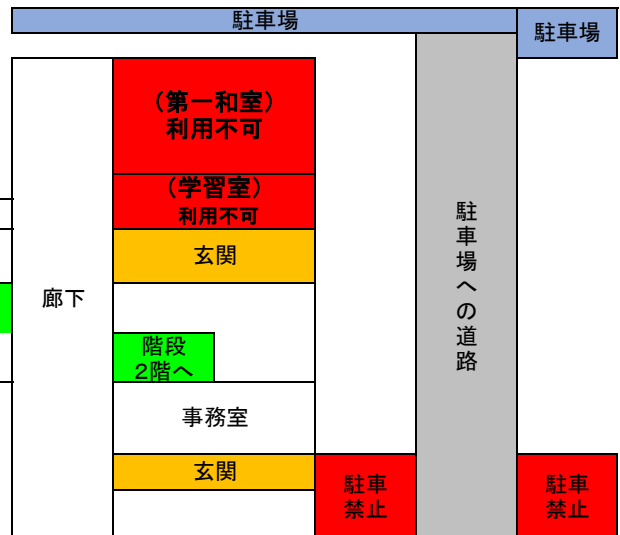 駐車場
駐車場
(第一和室)
利用不可
(学習室)
利用不可
玄関
駐車場への道路
廊下
階段
2階へ
事務室
玄関
駐車
禁止
駐車
禁止